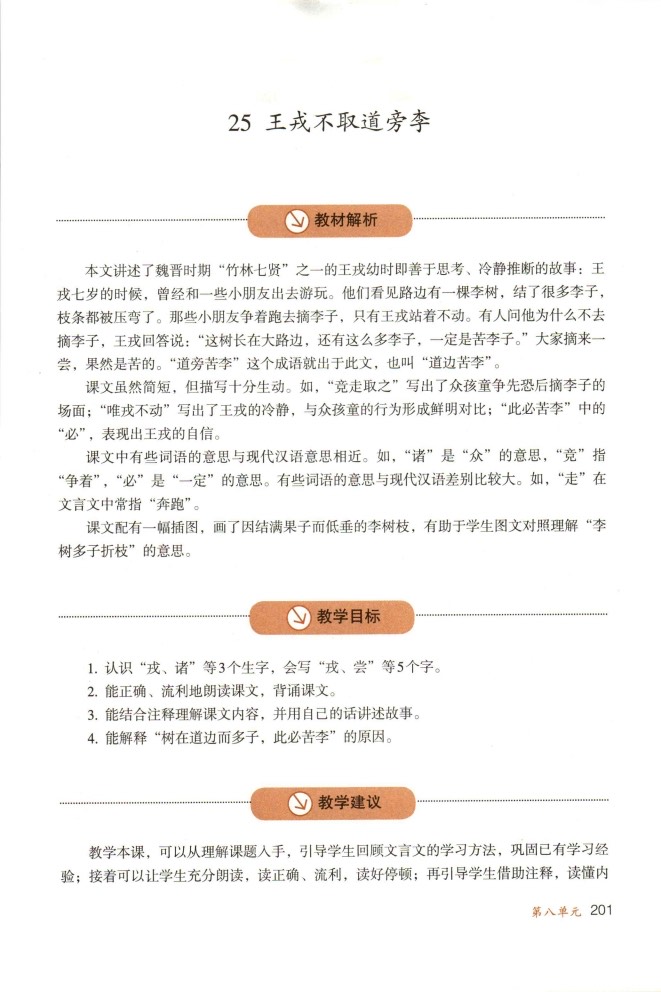 25 王戎不取道旁李
教材解析
本文讲述了魏晋时期“竹林七贤”之一的王戎幼时即善于思考、冷静推断的故事：王
戎七岁的时候，曾经和一些小朋友出去游玩。他们看见路边有一棵李树，结了很多李子，
枝条都被压弯了。那些小朋友争着跑去摘李子，只有王戎站着不动。有人问他为什么不去
摘李子，王戎回答说：“这树长在大路边，还有这么多李子，一定是苦李子。”大家摘来一
尝，果然是苦的。“道旁苦李”这个成语就出于此文，也叫“道边苦李”。
课文虽然简短，但描写十分生动。如，“竞走取之”写出了众孩童争先恐后摘李子的
场面；“唯戎不动”写出了王戎的冷静，与众孩童的行为形成鲜明对比；“此必苦李”中的
“必”，表现出王戎的自信。
课文中有些词语的意思与现代汉语意思相近。如，“诸”是“众”的意思，“竞”指
“争着”，“必”是“一定”的意思。有些词语的意思与现代汉语差别比较大。如，“走”在
文言文中常指“奔跑”。
课文配有一幅插图，画了因结满果子而低垂的李树枝，有助于学生图文对照理解“李
树多子折枝”的意思。
教学目标
1. 认识“戎、诸”等3个生字，会写“戎、尝”等5个字。
2. 能正确、流利地朗读课文，背诵课文。
3. 能结合注释理解课文内容，并用自己的话讲述故事。
4. 能解释“树在道边而多子，此必苦李”的原因。
教学建议
教学本课，可以从理解课题入手，引导学生回顾文言文的学习方法，巩固已有学习经
验；接着可以让学生充分朗读，读正确、流利，读好停顿；再引导学生借助注释，读懂内
第八单元 201